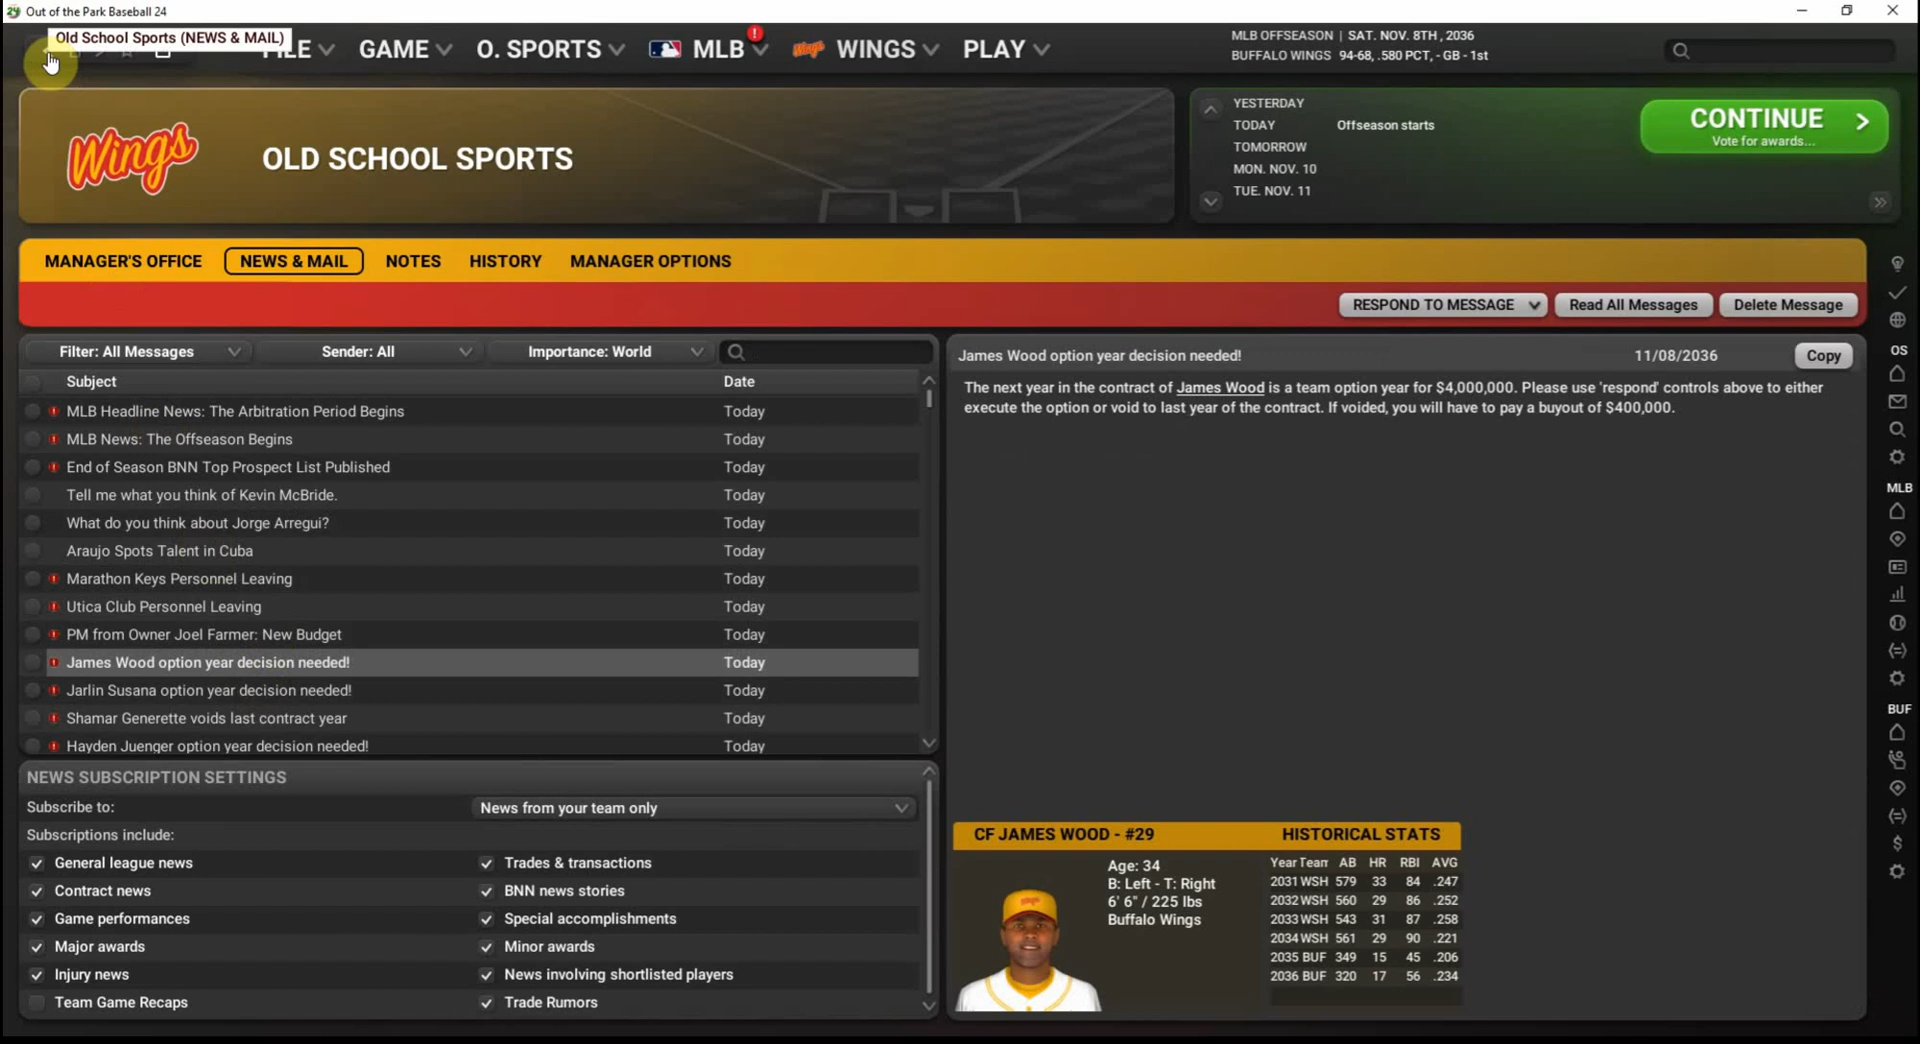 Out of the Park Baseball 24
Old School Sports (NEWS & MAIL)
FILE
GAME
O. SPORTS
MLB
WINGS
PLAY
MLB OFFSEASON | SAT. NOV. 8TH , 2036
BUFFALO WINGS 94-68, .580 PCT, - GB - 1st
Wings
OLD SCHOOL SPORTS
YESTERDAY
TODAY Offseason starts
TOMORROW
MON. NOV. 10
TUE. NOV. 11
CONTINUE
Vote for awards...
MANAGER'S OFFICE NEWS & MAIL NOTES HISTORY MANAGER OPTIONS
RESPOND TO MESSAGE Read All Messages Delete Message
Filter: All Messages Sender: All Importance: World
Subject Date
MLB Headline News: The Arbitration Period Begins Today
MLB News: The Offseason Begins Today
End of Season BNN Top Prospect List Published Today
Tell me what you think of Kevin McBride. Today
What do you think about Jorge Arregui? Today
Araujo Spots Talent in Cuba Today
Marathon Keys Personnel Leaving Today
Utica Club Personnel Leaving Today
PM from Owner Joel Farmer: New Budget Today
James Wood option year decision needed! Today
Jarlin Susana option year decision needed! Today
Shamar Generette voids last contract year Today
Hayden Juenger option year decision needed! Today
James Wood option year decision needed! 11/08/2036 Copy
The next year in the contract of James Wood is a team option year for $4,000,000. Please use 'respond' controls above to either
execute the option or void to last year of the contract. If voided, you will have to pay a buyout of $400,000.
NEWS SUBSCRIPTION SETTINGS
Subscribe to: News from your team only
Subscriptions include:
General league news Trades & transactions
Contract news BNN news stories
Game performances Special accomplishments
Major awards Minor awards
Injury news News involving shortlisted players
Team Game Recaps Trade Rumors
CF JAMES WOOD - #29 HISTORICAL STATS
Age: 34
B: Left - T: Right
6' 6" / 225 lbs
Buffalo Wings
Year Team AB HR RBI AVG
2031 WSH 579 33 84 .247
2032 WSH 560 29 86 .252
2033 WSH 543 31 87 .258
2034 WSH 561 29 90 .221
2035 BUF 349 15 45 .206
2036 BUF 320 17 56 .234
OS
MLB
BUF